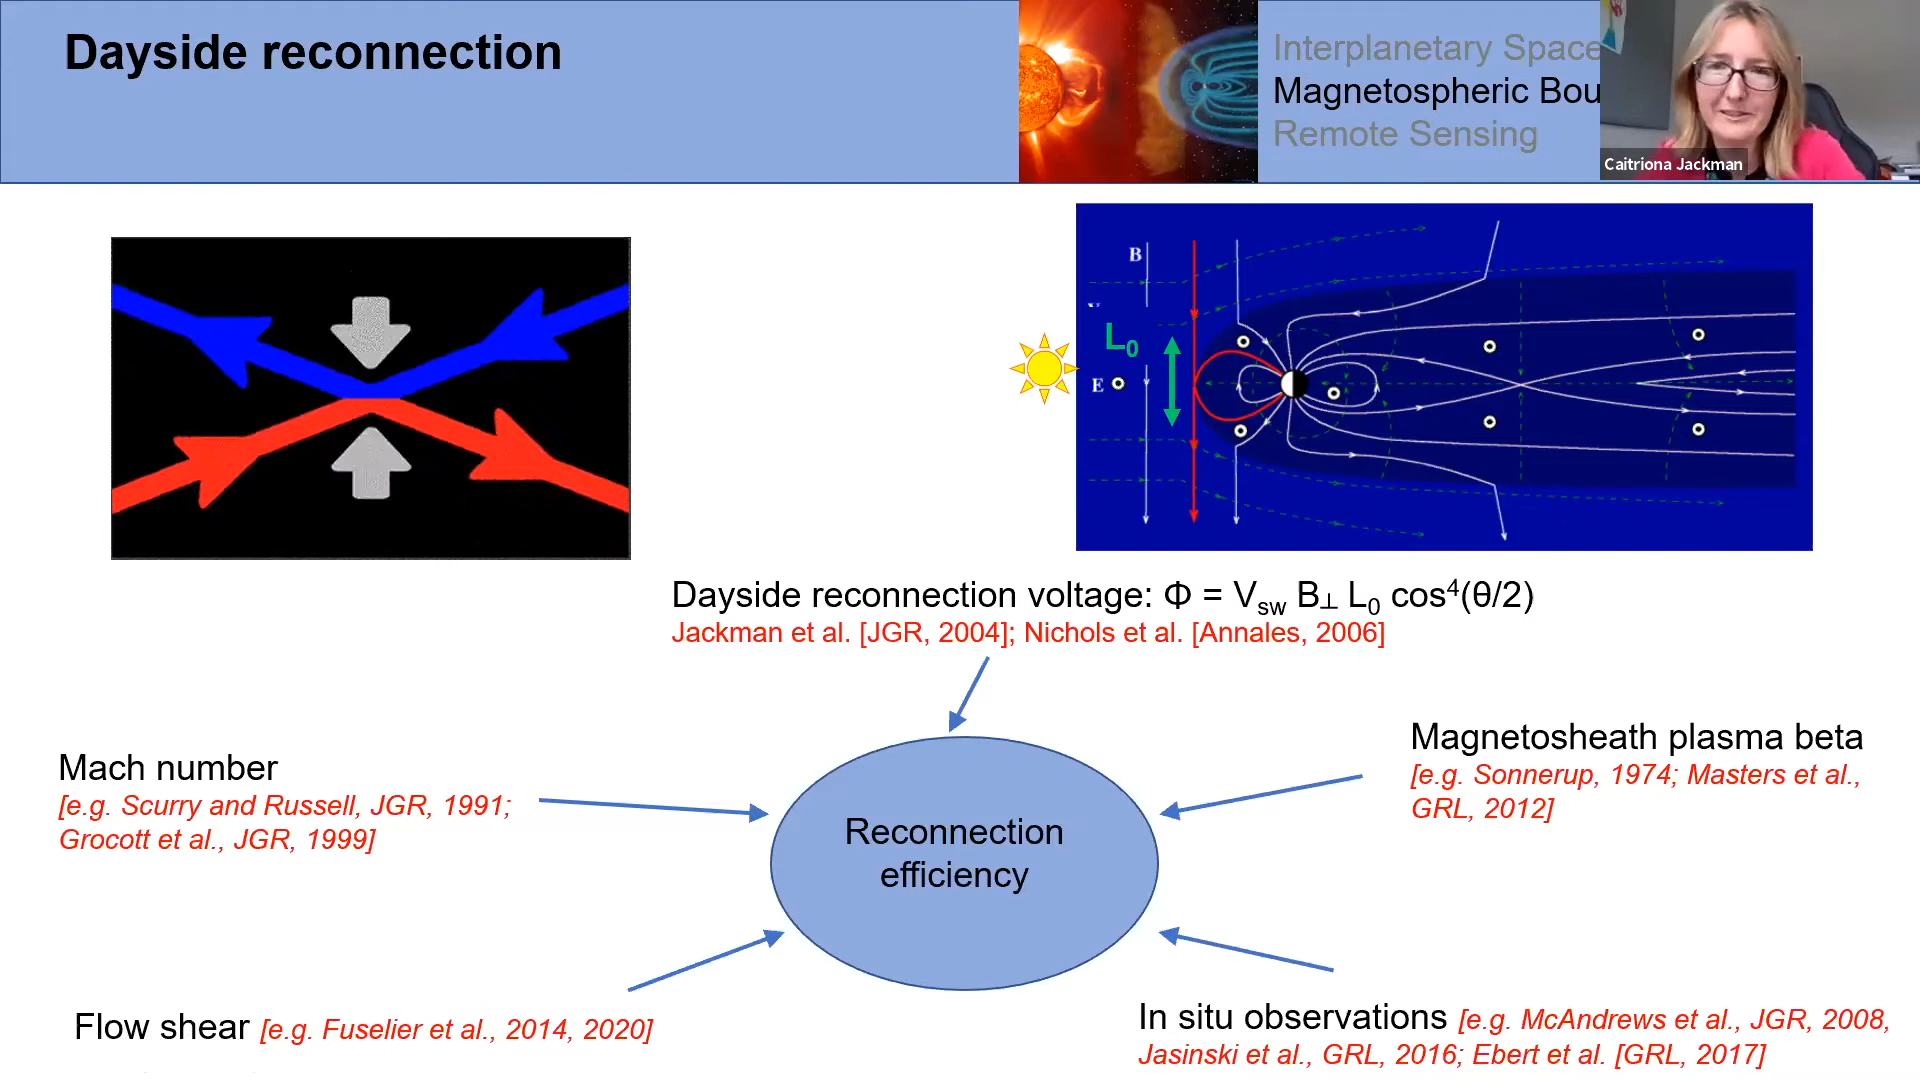 Dayside reconnection
Interplanetary Space
Magnetospheric Bou
Remote Sensing
Caitriona Jackman
B
L0
E
Dayside reconnection voltage: Φ = Vsw B⊥ L0 cos⁴(θ/2)
Jackman et al. [JGR, 2004]; Nichols et al. [Annales, 2006]
Mach number
[e.g. Scurry and Russell, JGR, 1991;
Grocott et al., JGR, 1999]
Magnetosheath plasma beta
[e.g. Sonnerup, 1974; Masters et al.,
GRL, 2012]
Reconnection
efficiency
Flow shear [e.g. Fuselier et al., 2014, 2020]
In situ observations [e.g. McAndrews et al., JGR, 2008,
Jasinski et al., GRL, 2016; Ebert et al. [GRL, 2017]